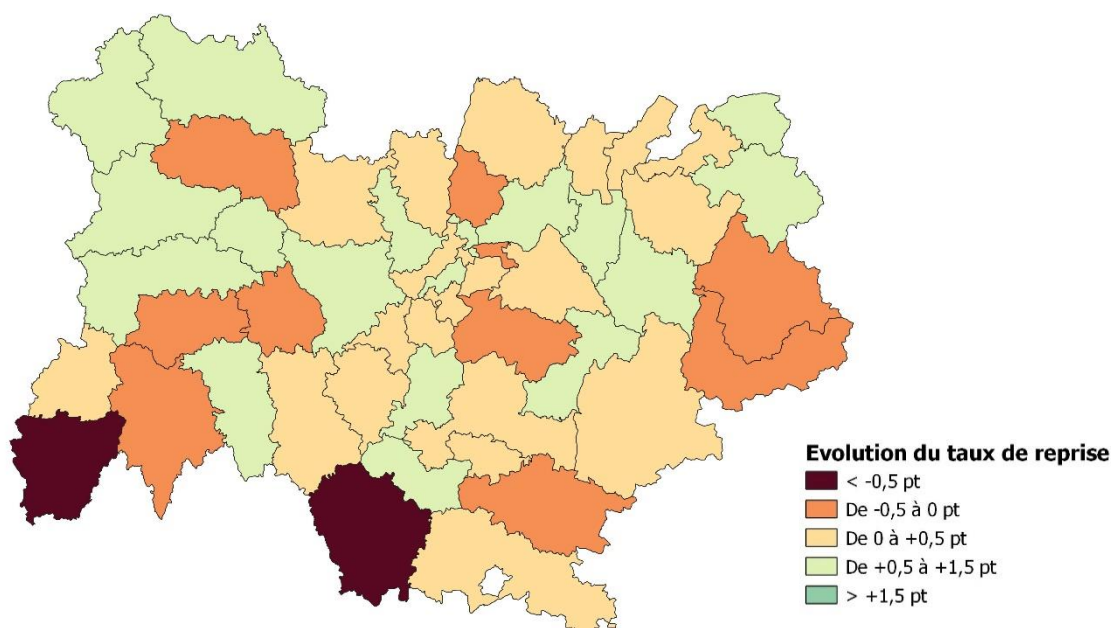 Evolution du taux de reprise
< -0,5 pt
De -0,5 à 0 pt
De 0 à +0,5 pt
De +0,5 à +1,5 pt
> +1,5 pt